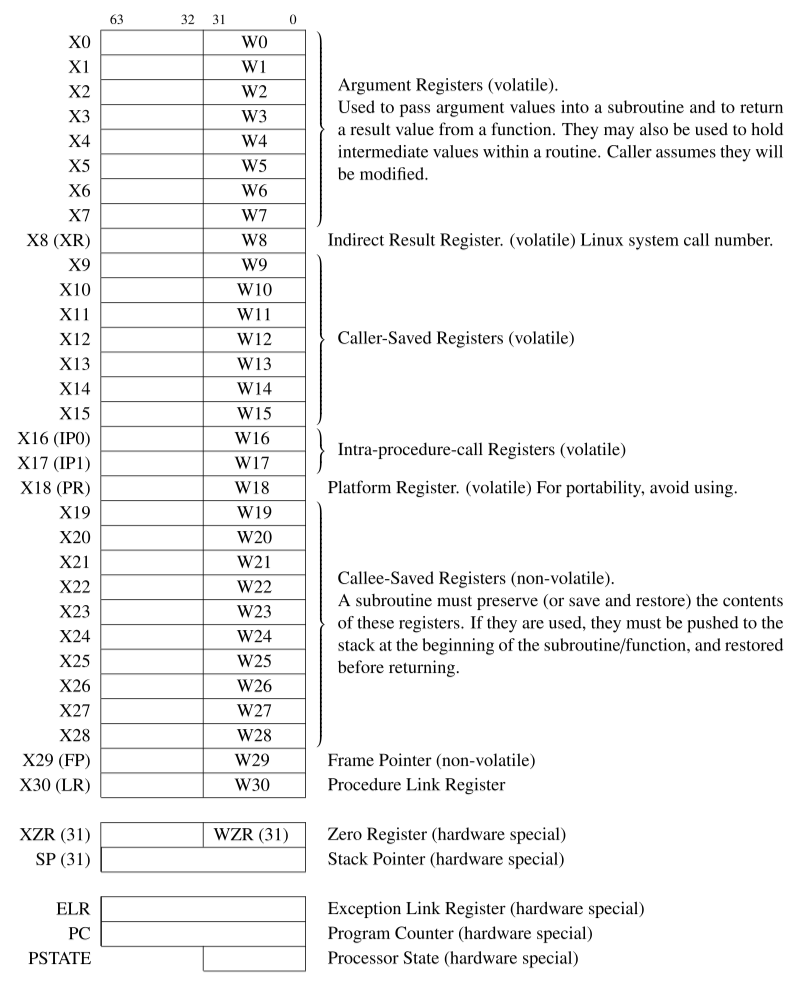 63 32 31 0
X0 W0
X1 W1
X2 W2
X3 W3
X4 W4
X5 W5
X6 W6
X7 W7
Argument Registers (volatile).
Used to pass argument values into a subroutine and to return
a result value from a function. They may also be used to hold
intermediate values within a routine. Caller assumes they will
be modified.
X8 (XR) W8 Indirect Result Register. (volatile) Linux system call number.
X9 W9
X10 W10
X11 W11
X12 W12
X13 W13
X14 W14
X15 W15
Caller-Saved Registers (volatile)
X16 (IP0) W16
X17 (IP1) W17
Intra-procedure-call Registers (volatile)
X18 (PR) W18 Platform Register. (volatile) For portability, avoid using.
X19 W19
X20 W20
X21 W21
X22 W22
X23 W23
X24 W24
X25 W25
X26 W26
X27 W27
X28 W28
Callee-Saved Registers (non-volatile).
A subroutine must preserve (or save and restore) the contents
of these registers. If they are used, they must be pushed to the
stack at the beginning of the subroutine/function, and restored
before returning.
X29 (FP) W29 Frame Pointer (non-volatile)
X30 (LR) W30 Procedure Link Register
XZR (31) WZR (31) Zero Register (hardware special)
SP (31) Stack Pointer (hardware special)
ELR Exception Link Register (hardware special)
PC Program Counter (hardware special)
PSTATE Processor State (hardware special)